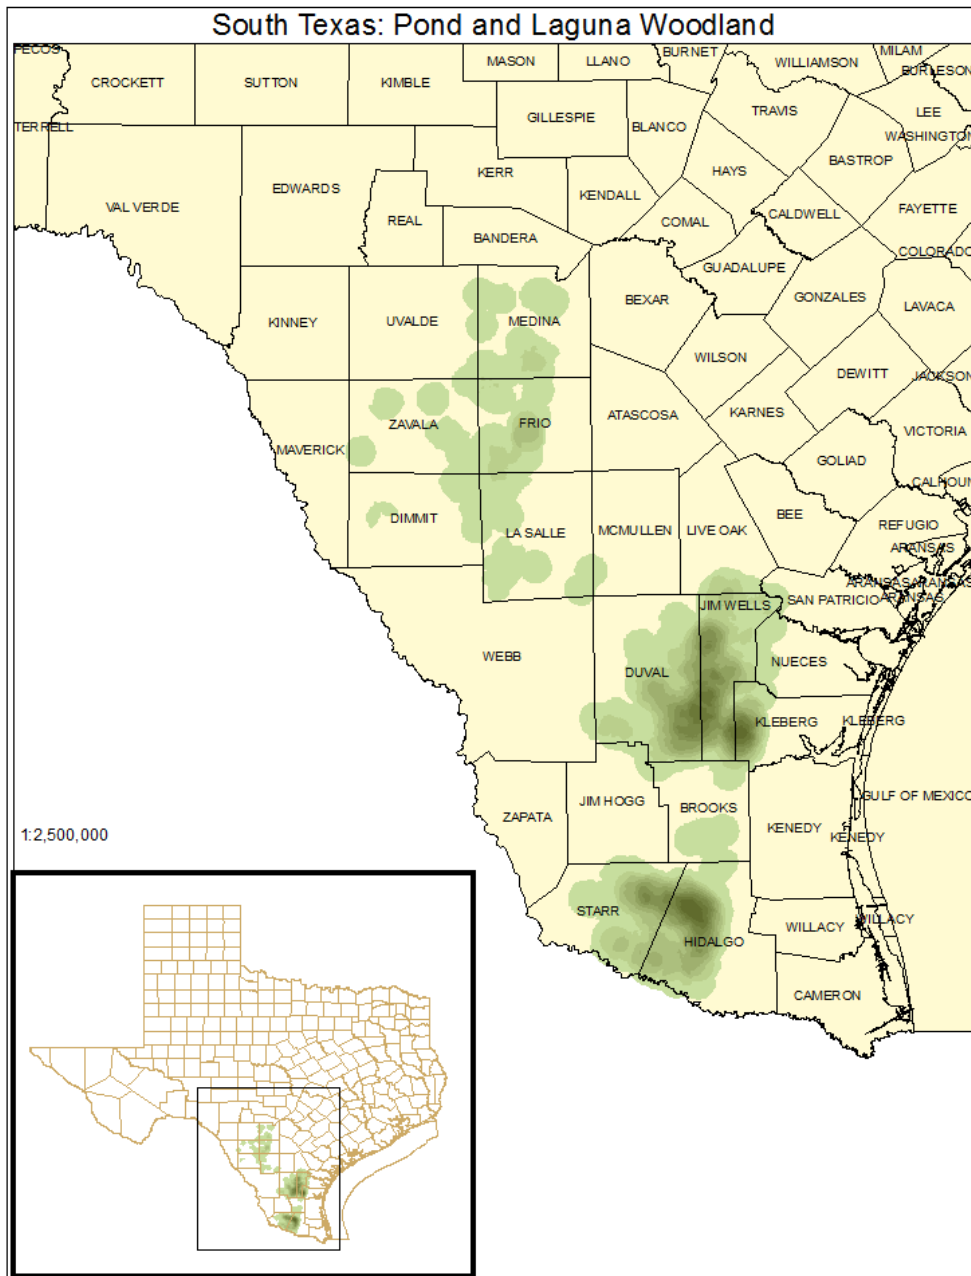 South Texas: Pond and Laguna Woodland
PECOS
CROCKETT
SUTTON
KIMBLE
MASON
LLANO
BURNET
WILLIAMSON
MILAM
BURLESON
TERRELL
GILLESPIE
BLANCO
TRAVIS
LEE
WASHINGTON
VAL VERDE
EDWARDS
REAL
KERR
KENDALL
HAYS
BASTROP
BANDERA
COMAL
CALDWELL
FAYETTE
COLORADO
KINNEY
UVALDE
MEDINA
BEXAR
GUADALUPE
GONZALES
LAVACA
WILSON
DEWITT
JACKSON
MAVERICK
ZAVALA
FRIO
ATASCOSA
KARNES
GOLIAD
VICTORIA
CALHOUN
DIMMIT
LA SALLE
MCMULLEN
LIVE OAK
BEE
REFUGIO
ARANSAS
ARANSAS
ARANSAS
ARANSAS
SAN PATRICIO
JIM WELLS
WEBB
DUVAL
NUECES
KLEBERG
KLEBERG
ZAPATA
JIM HOGG
BROOKS
KENEDY
KENEDY
GULF OF MEXICO
1:2,500,000
STARR
HIDALGO
WILLACY
WILLACY
CAMERON